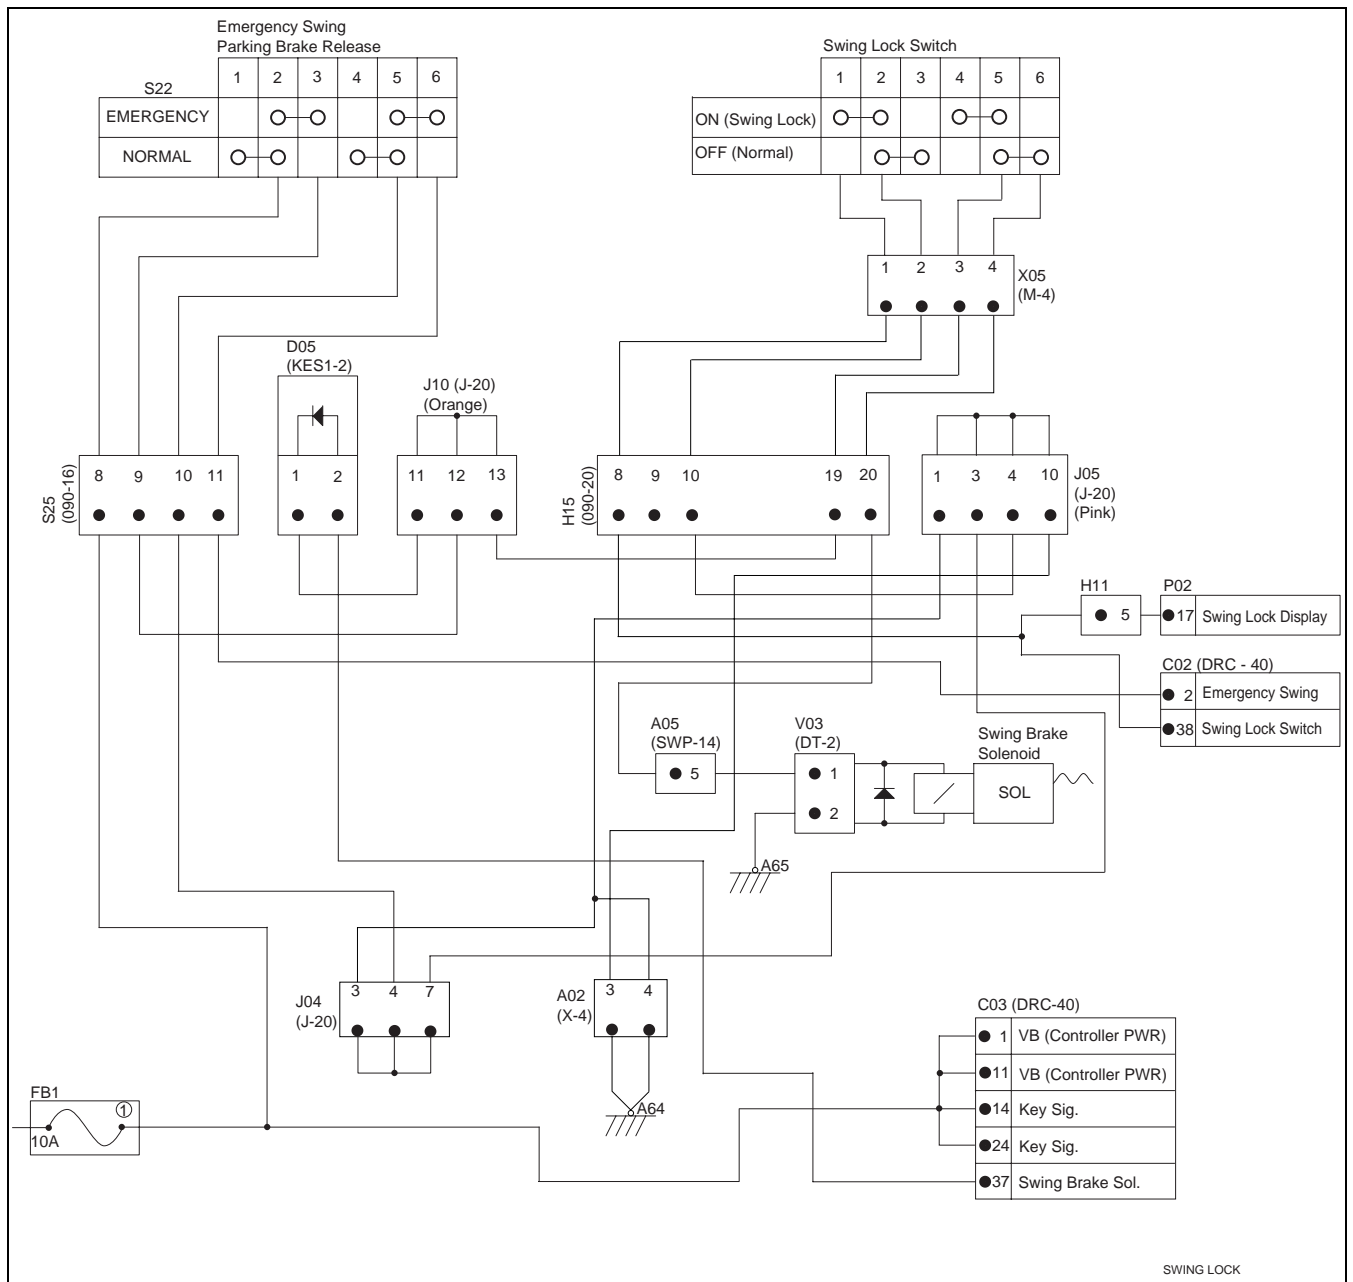 Emergency Swing
Parking Brake Release
S22
1 2 3 4 5 6
EMERGENCY
NORMAL
Swing Lock Switch
1 2 3 4 5 6
ON (Swing Lock)
OFF (Normal)
1 2 3 4
X05
(M-4)
D05
(KES1-2)
J10 (J-20)
(Orange)
S25
(090-16)
8 9 10 11
1 2
11 12 13
H15
(090-20)
8 9 10 19 20
1 3 4 10
J05
(J-20)
(Pink)
H11
5
P02
17 Swing Lock Display
C02 (DRC - 40)
2 Emergency Swing
38 Swing Lock Switch
A05
(SWP-14)
5
V03
(DT-2)
1
2
Swing Brake
Solenoid
SOL
A65
J04
(J-20)
3 4 7
A02
(X-4)
3 4
A64
C03 (DRC-40)
1 VB (Controller PWR)
11 VB (Controller PWR)
14 Key Sig.
24 Key Sig.
37 Swing Brake Sol.
FB1
①
10A
SWING LOCK